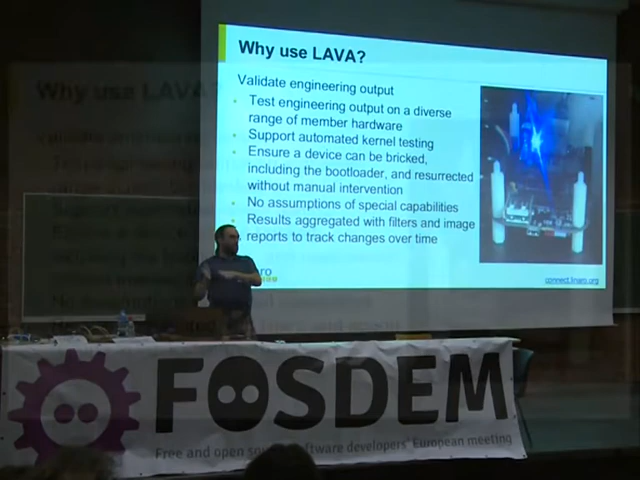 Why use LAVA?
Validate engineering output
Test engineering output on a diverse
range of member hardware
Support automated kernel testing
Ensure a device can be bricked,
including the bootloader, and resurrected
without manual intervention
No assumptions of special capabilities
Results aggregated with filters and image
reports to track changes over time
connect.linaro.org
FOSDEM
Free and open source software developers' European meeting